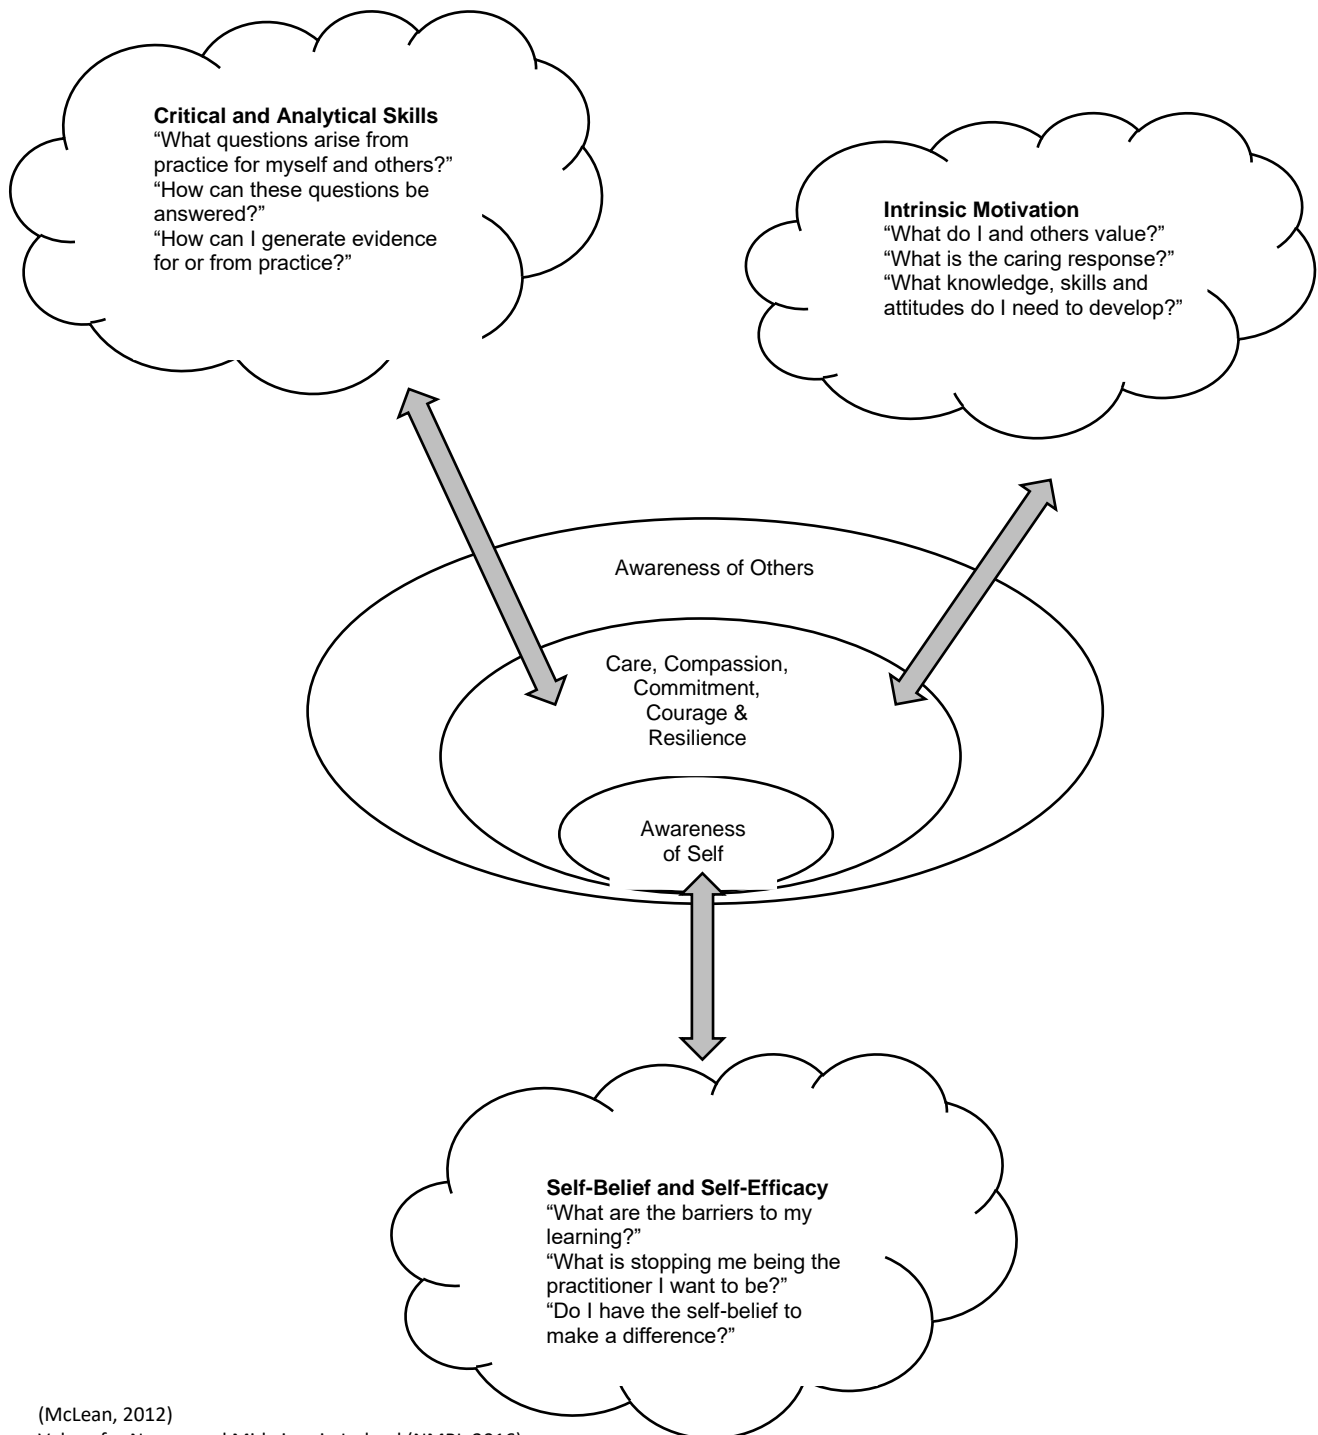 Critical and Analytical Skills
“What questions arise from
practice for myself and others?”
“How can these questions be
answered?”
“How can I generate evidence
for or from practice?”
Intrinsic Motivation
“What do I and others value?”
“What is the caring response?”
“What knowledge, skills and
attitudes do I need to develop?”
Awareness of Others
Care, Compassion,
Commitment,
Courage &
Resilience
Awareness
of Self
Self-Belief and Self-Efficacy
“What are the barriers to my
learning?”
“What is stopping me being the
practitioner I want to be?”
“Do I have the self-belief to
make a difference?”
(McLean, 2012)